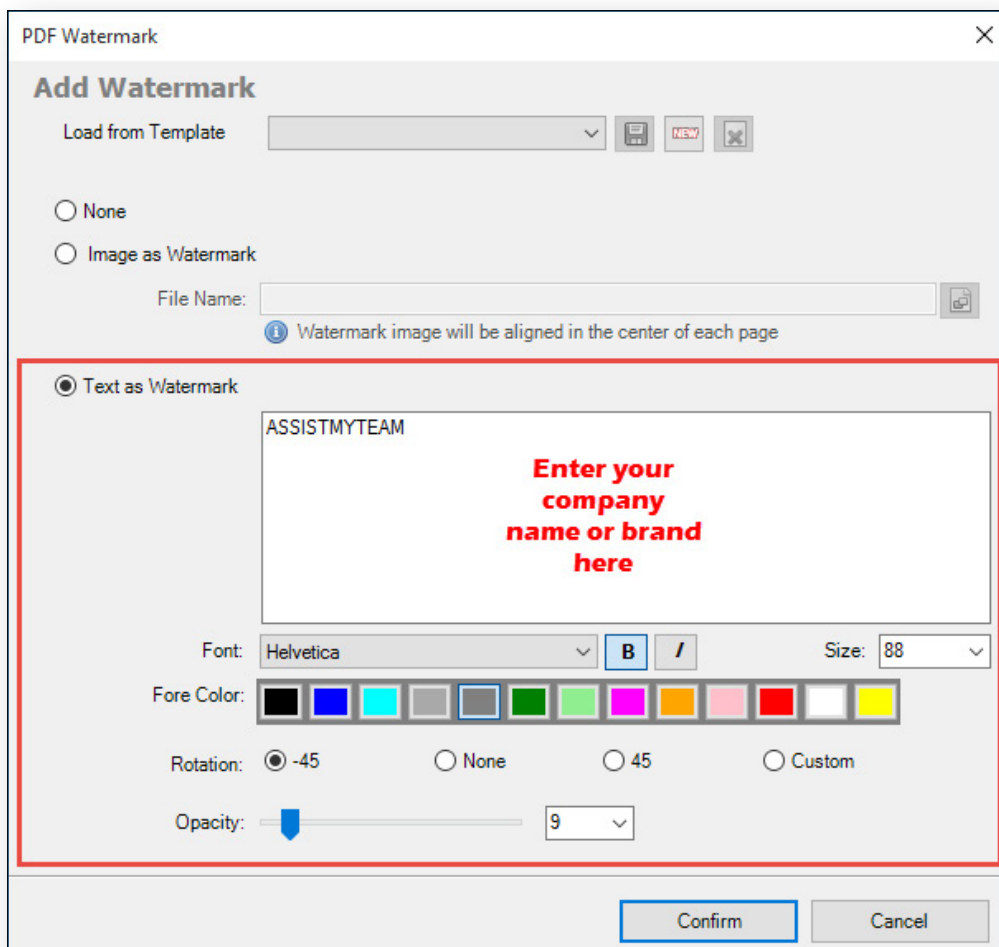 PDF Watermark
Add Watermark
Load from Template
NEW
None
Image as Watermark
File Name:
Watermark image will be aligned in the center of each page
Text as Watermark
ASSISTMYTEAM
Enter your
company
name or brand
here
Font: Helvetica B I Size: 88
Fore Color:
Rotation: -45 None 45 Custom
Opacity: 9
Confirm Cancel